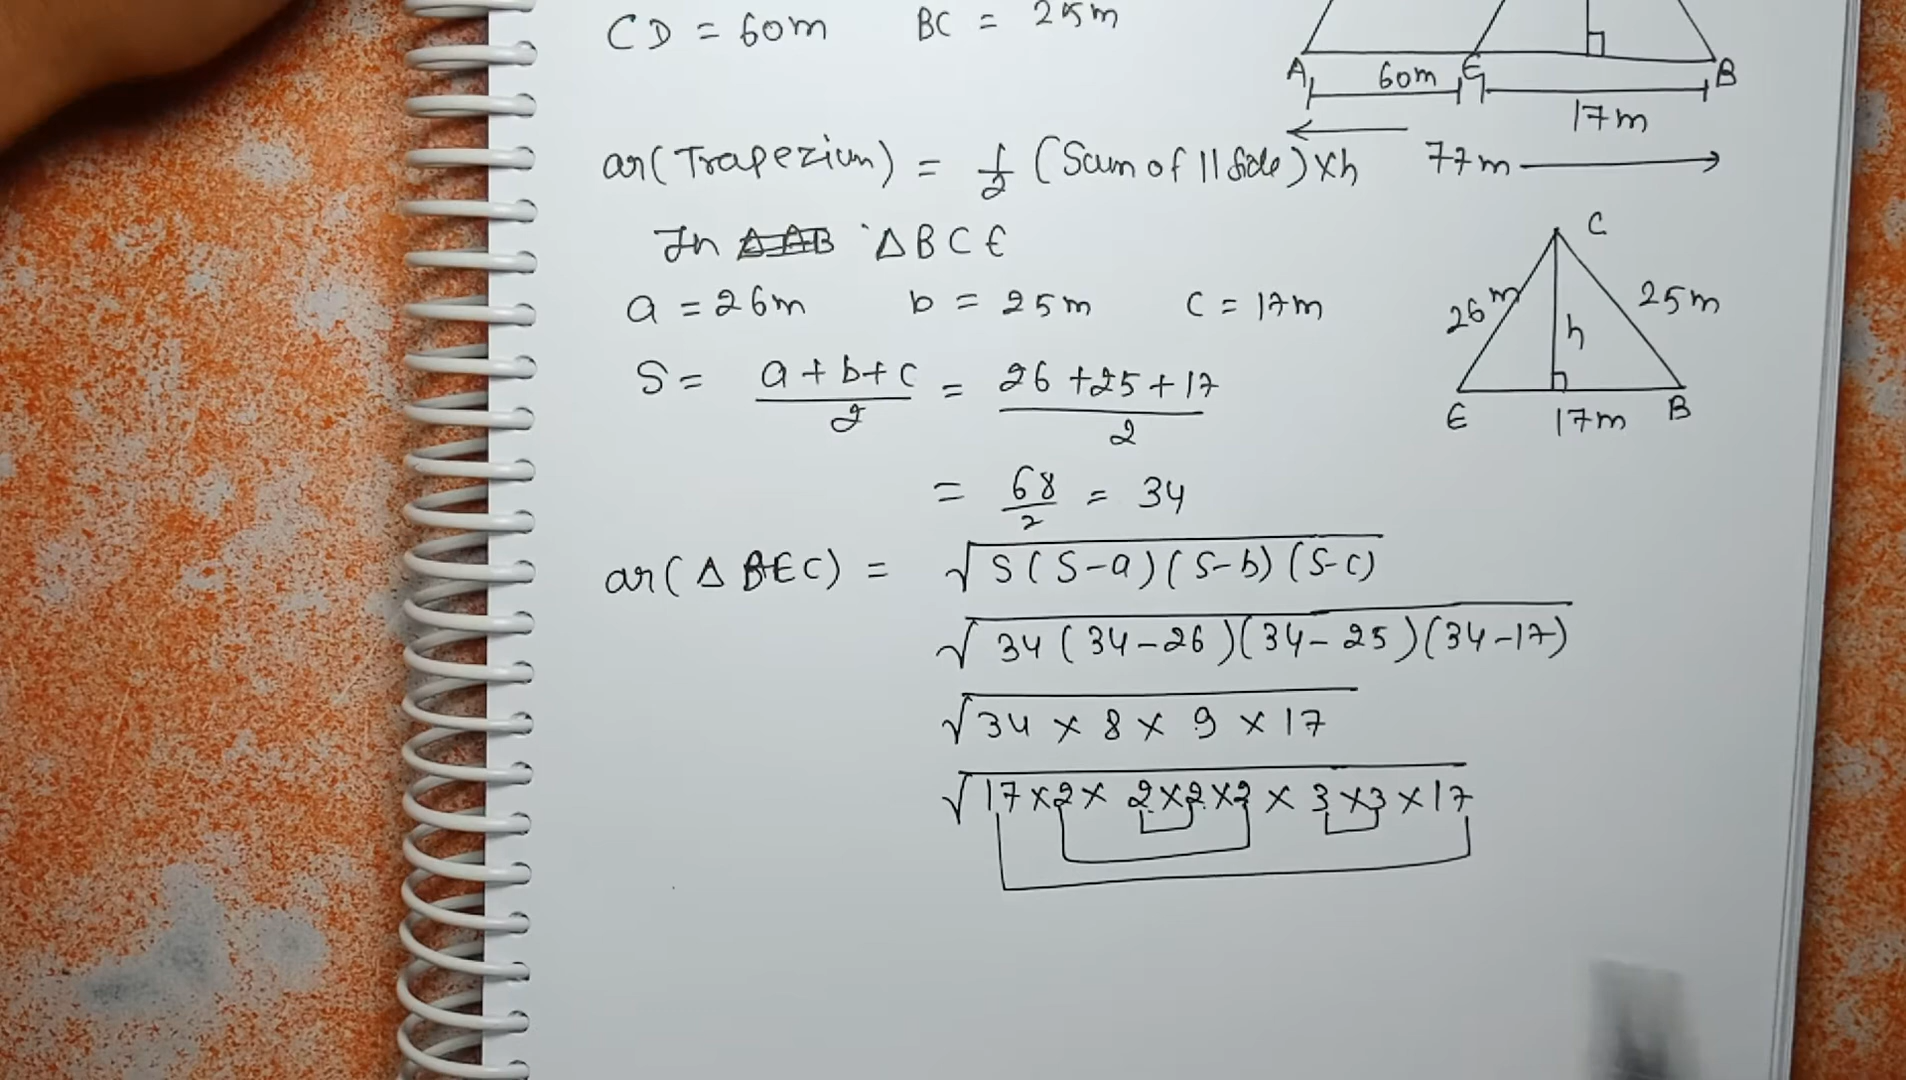 CD = 60m BC = 25m
A 60m E B
17m
ar(Trapezium) = 1/2 (Sum of || Side) × h 77m
In ΔBCE
C
a = 26m b = 25m c = 17m
26m h 25m
S = a+b+c/2 = 26+25+17/2
E 17m B
= 68/2 = 34
ar(Δ BEC) = √S(S-a)(S-b)(S-c)
√34(34-26)(34-25)(34-17)
√34 × 8 × 9 × 17
√17×2× 2×2×2 × 3×3×17